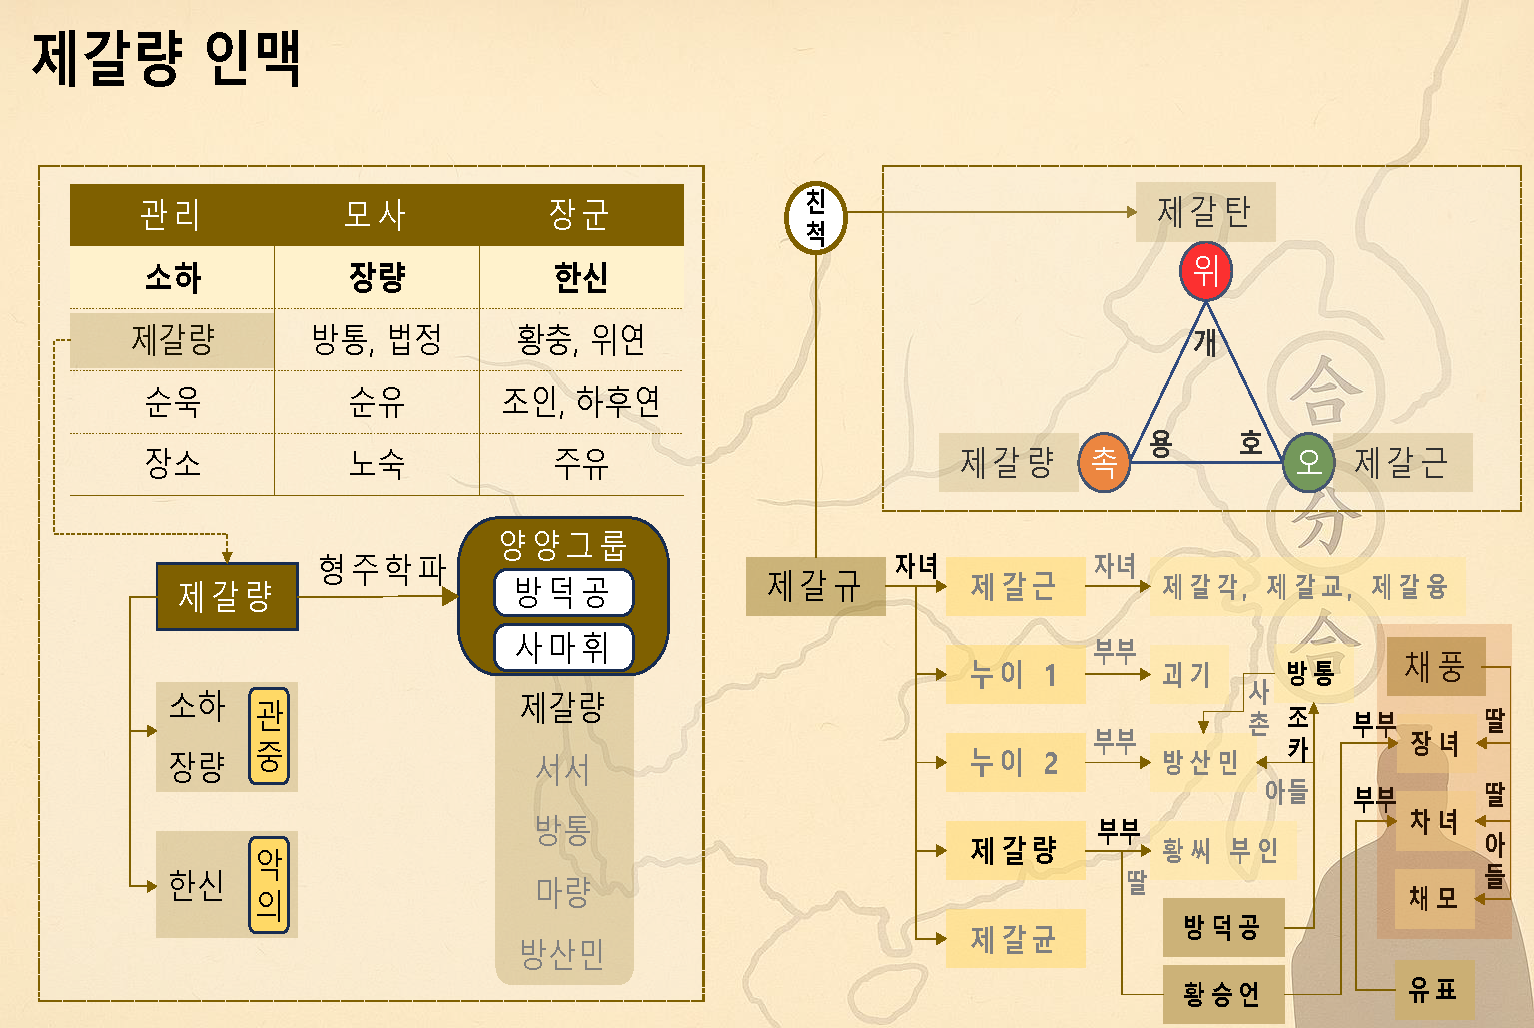 제갈량 인맥
관리 모사 장군
소하 장량 한신
제갈량 방통, 법정 황충, 위연
순욱 순유 조인, 하후연
장소 노숙 주유
제갈량
형주학파
양양그룹
방덕공
사마휘
제갈량
서서
방통
마량
방산민
소하
장량
관중
한신
악의
친척
제갈탄
위
개
제갈량
촉
용
호
오
제갈근
合
分
合
제갈규
자녀
제갈근
자녀
제갈각, 제갈교, 제갈융
누이 1
부부
괴기
방통
사촌
조카
누이 2
부부
방산민
아들
제갈량
부부
황씨 부인
딸
제갈균
방덕공
황승언
채풍
부부
장녀
딸
부부
차녀
딸
아들
채모
유표